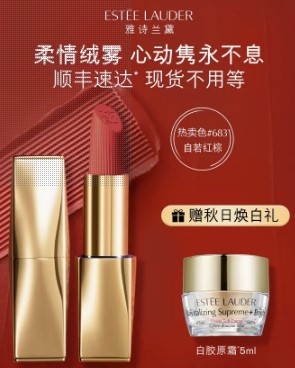 ESTĒE LAUDER
雅诗兰黛
柔情绒雾 心动隽永不息
顺丰速达* 现货不用等
热卖色#683
自若红棕
赠秋日焕白礼
ESTĒE LAUDER
白胶原霜*5ml